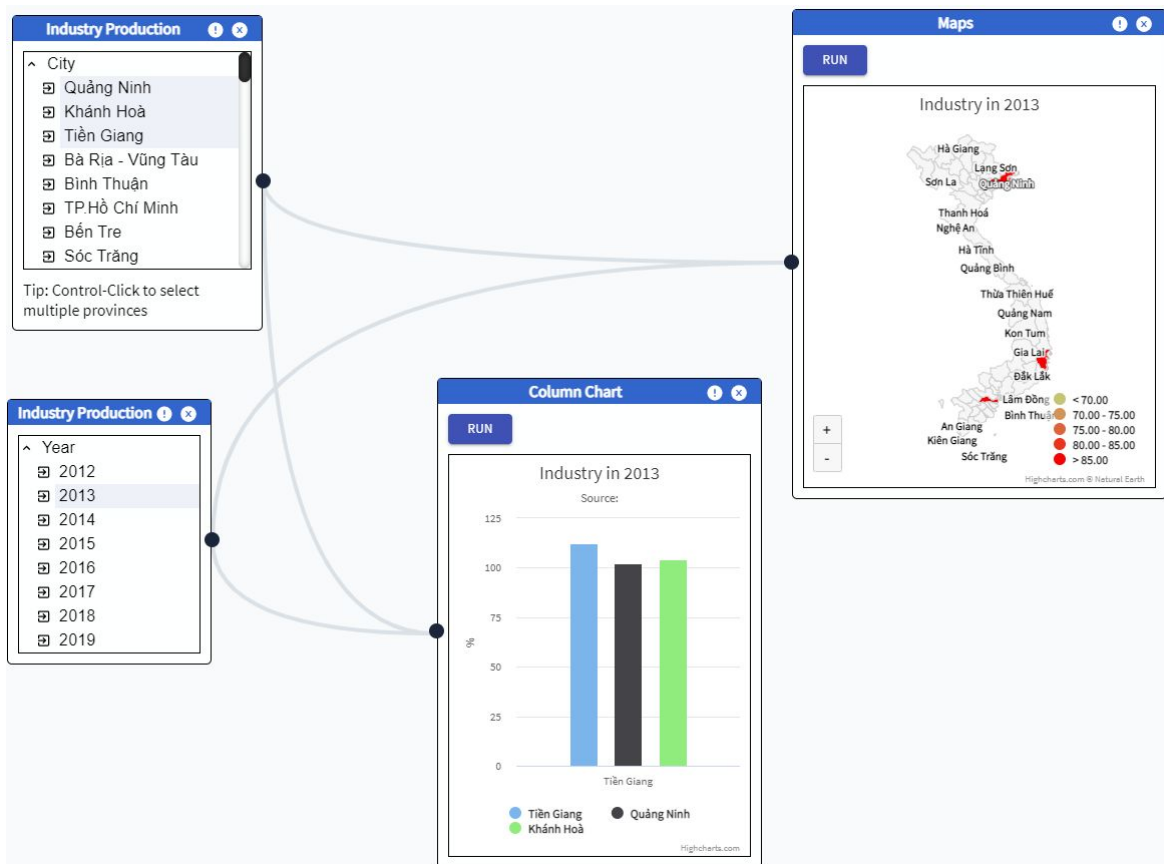 Industry Production
City
Quảng Ninh
Khánh Hoà
Tiền Giang
Bà Rịa - Vũng Tàu
Bình Thuận
TP.Hồ Chí Minh
Bến Tre
Sóc Trăng
Tip: Control-Click to select
multiple provinces
Industry Production
Year
2012
2013
2014
2015
2016
2017
2018
2019
Column Chart
RUN
Industry in 2013
Source:
125
100
75
50
25
0
%
Tiền Giang
Tiền Giang
Quảng Ninh
Khánh Hoà
Highcharts.com
Maps
RUN
Industry in 2013
Hà Giang
Lạng Sơn
Sơn La
Quảng Ninh
Thanh Hoá
Nghệ An
Hà Tĩnh
Quảng Bình
Thừa Thiên Huế
Quảng Nam
Kon Tum
Gia Lai
Đắk Lắk
Lâm Đồng
Bình Thuận
An Giang
Kiên Giang
Sóc Trăng
< 70.00
70.00 - 75.00
75.00 - 80.00
80.00 - 85.00
> 85.00
+
-
Highcharts.com © Natural Earth